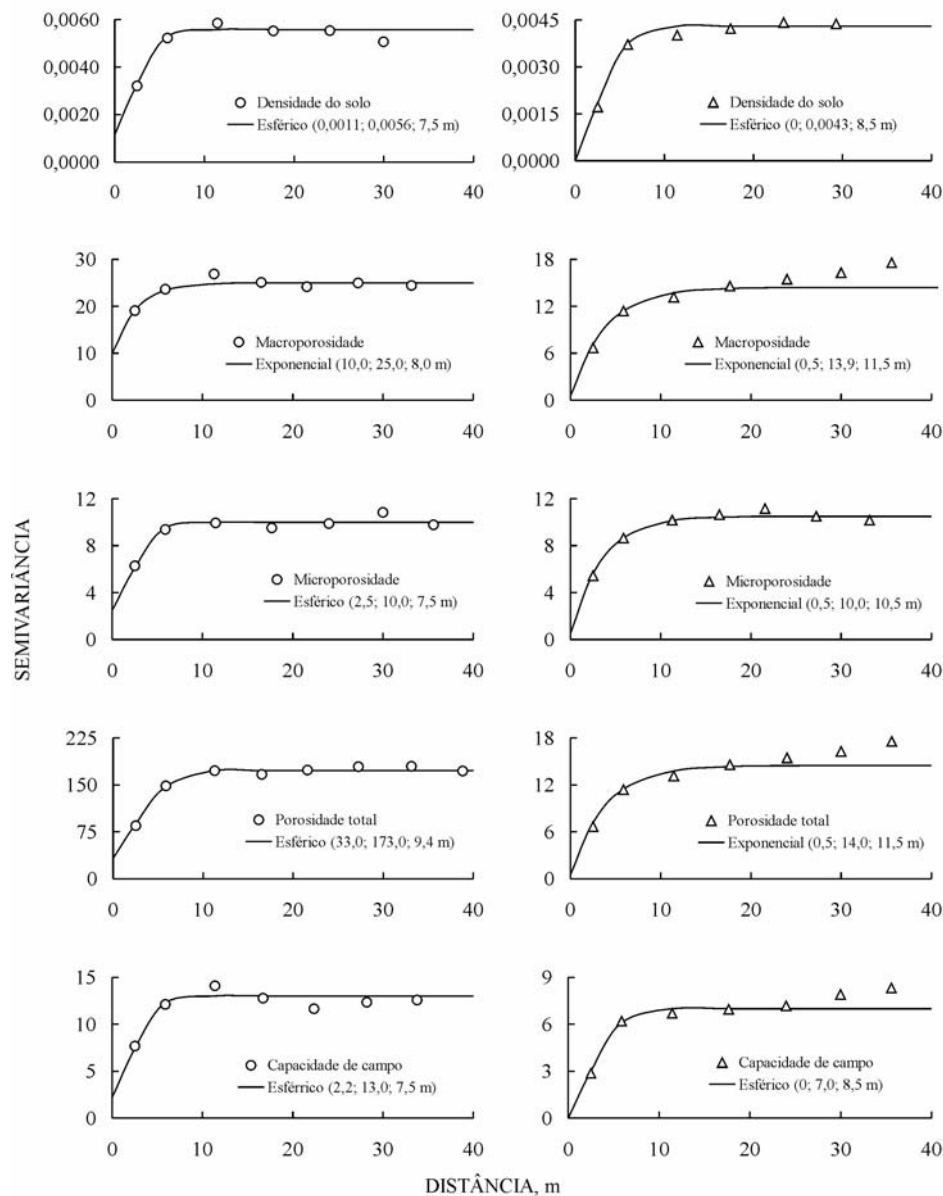 0,0060
0,0040
0,0020
0,0000
Densidade do solo
Esférico (0,0011; 0,0056; 7,5 m)
0 10 20 30 40
0,0045
0,0030
0,0015
0,0000
Densidade do solo
Esférico (0; 0,0043; 8,5 m)
0 10 20 30 40
30
20
10
0
Macroporosidade
Exponencial (10,0; 25,0; 8,0 m)
0 10 20 30 40
18
12
6
0
Macroposidade
Exponencial (0,5; 13,9; 11,5 m)
0 10 20 30 40
SEMIVARIÂNCIA
12
8
4
0
Microporosidade
Esférico (2,5; 10,0; 7,5 m)
0 10 20 30 40
12
9
6
3
0
Microporosidade
Exponencial (0,5; 10,0; 10,5 m)
0 10 20 30 40
225
150
75
0
Porosidade total
Esférico (33,0; 173,0; 9,4 m)
0 10 20 30 40
18
12
6
0
Porosidade total
Exponencial (0,5; 14,0; 11,5 m)
0 10 20 30 40
15
10
5
0
Capacidade de campo
Esférrico (2,2; 13,0; 7,5 m)
0 10 20 30 40
9
6
3
0
Capacidade de campo
Esférico (0; 7,0; 8,5 m)
0 10 20 30 40
DISTÂNCIA, m